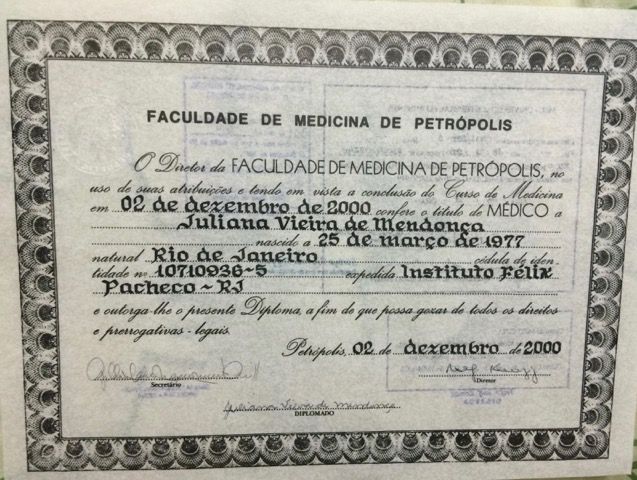 FACULDADE DE MEDICINA DE PETRÓPOLIS
O Diretor da FACULDADE DE MEDICINA DE PETRÓPOLIS, no
uso de suas atribuições e tendo em vista a conclusão do Curso de Medicina
em 02 de dezembro de 2000 confere o título de MÉDICO a
Juliana Vieira de Mendonça
nascido a 25 de março de 1977
natural Rio de Janeiro cédula de iden
tidade nº 10710936-5 expedida Instituto Félix
Pacheco ~ RJ
e outorga-lhe o presente Diploma, a fim de que possa gozar de todos os direitos
e prerrogativas - legais.
Petrópolis, 02 de dezembro de 2000
Secretário
Diretor
Juliana Vieira de Mendonça
DIPLOMADO